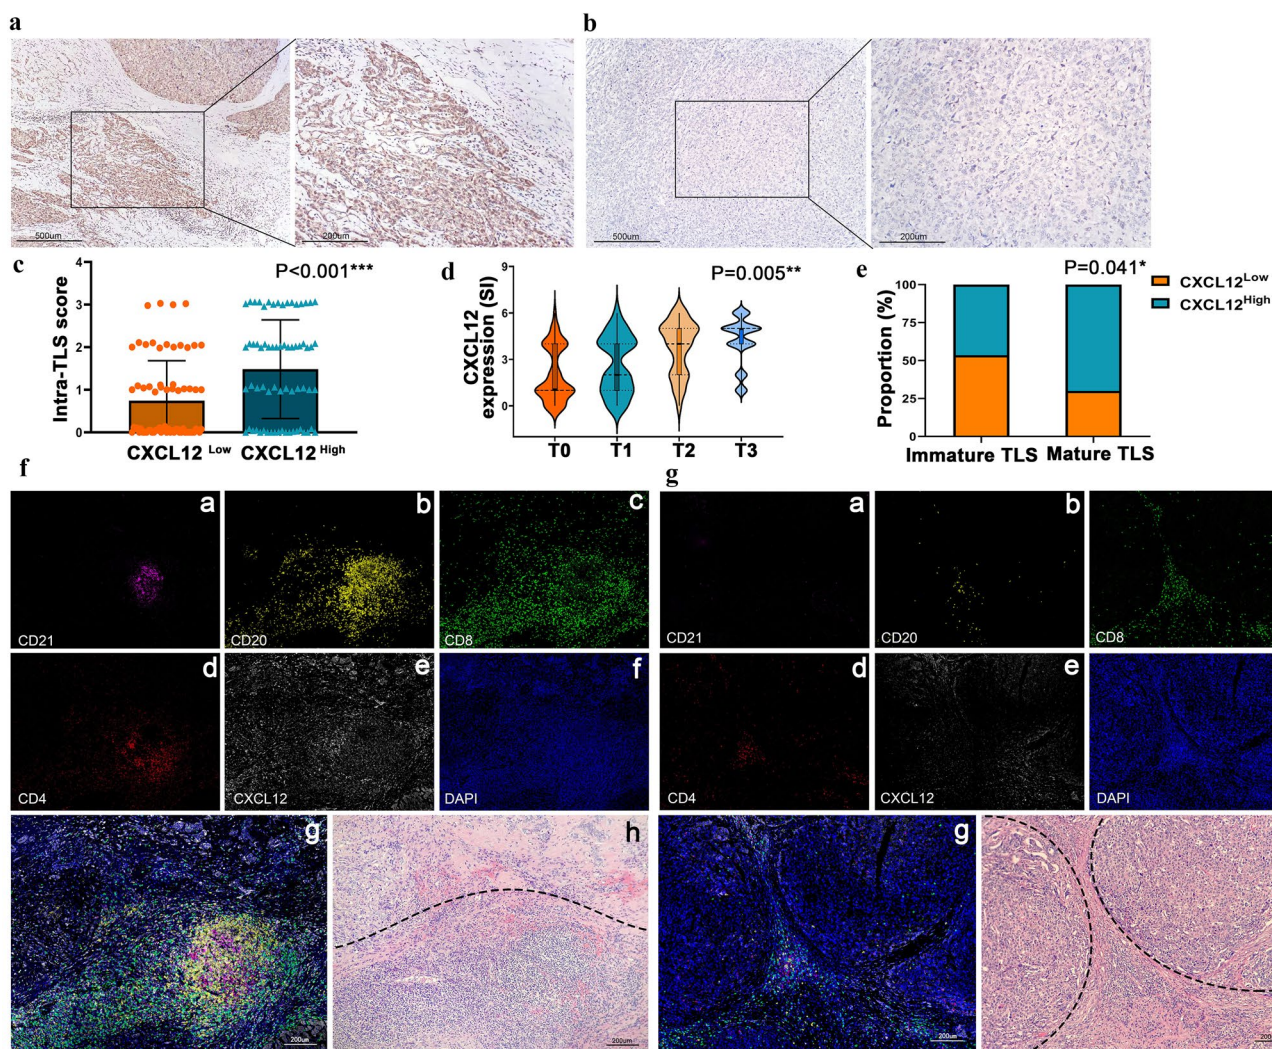 a
b
500um
200um
500um
200um
c
P<0.001***
Intra-TLS score
4
3
2
1
0
CXCL12 Low
CXCL12 High
d
P=0.005**
CXCL12
expression (SI)
9
6
3
0
T0
T1
T2
T3
e
P=0.041*
CXCL12Low
CXCL12High
Proportion (%)
100
75
50
25
0
Immature TLS
Mature TLS
f
g
a
CD21
b
CD20
c
CD8
a
CD21
b
CD20
CD8
d
CD4
e
CXCL12
f
DAPI
d
CD4
e
CXCL12
DAPI
g
200um
h
200um
g
200um